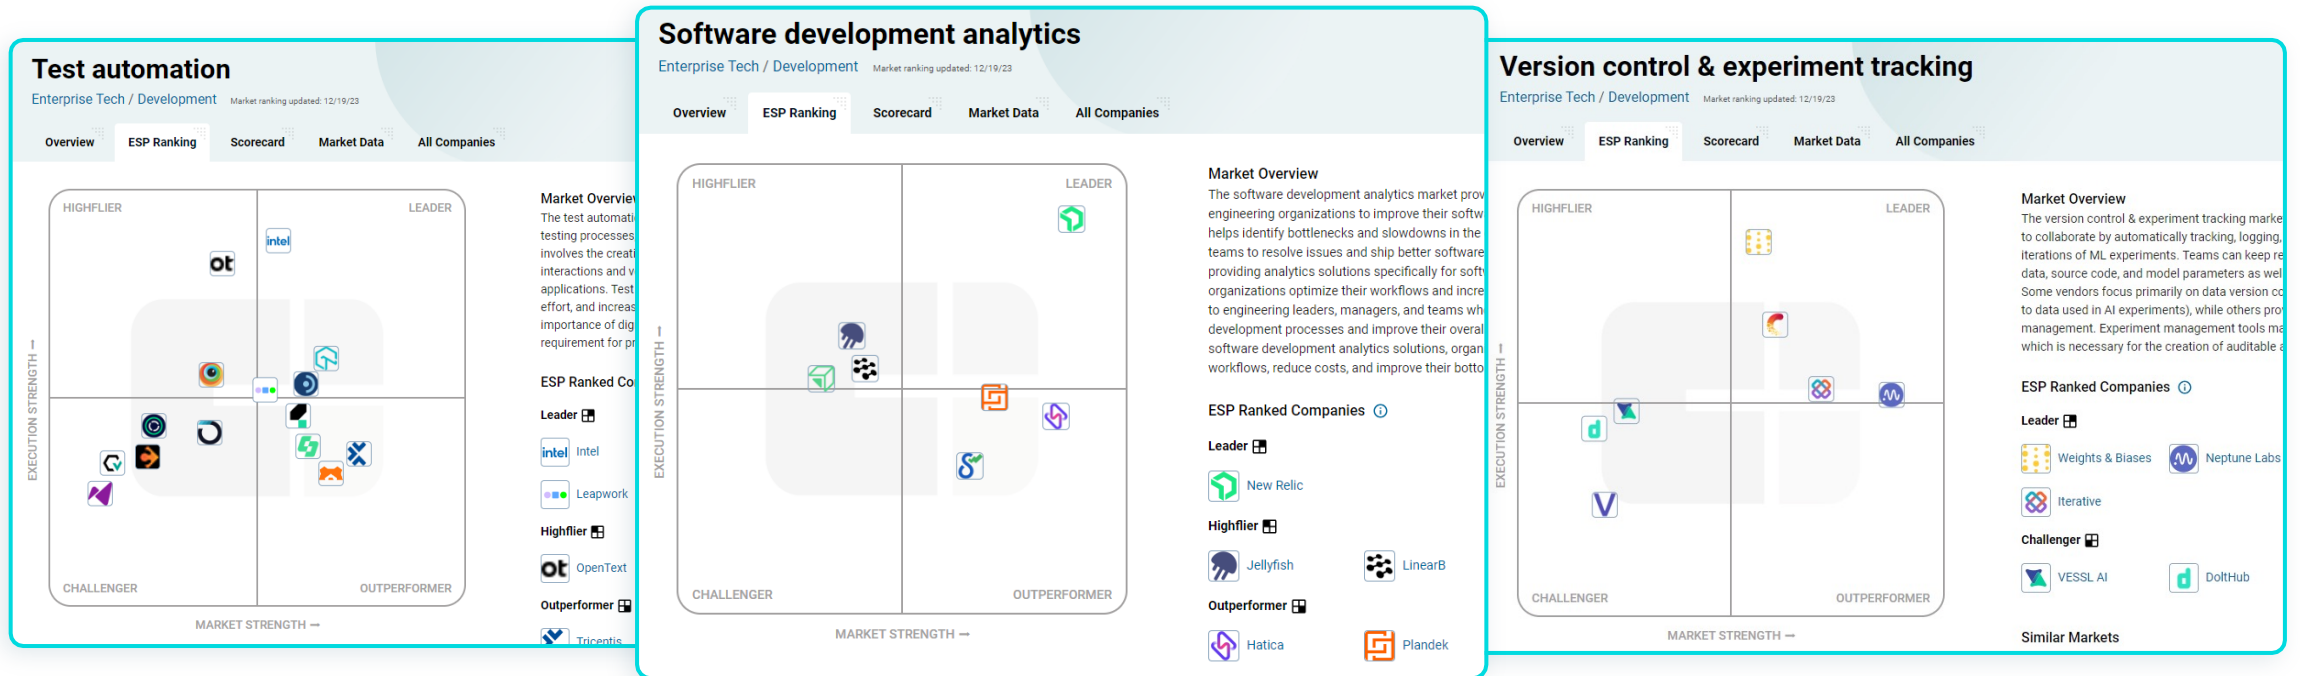 Test automation
Enterprise Tech / Development Market ranking updated: 12/19/23
Overview ESP Ranking Scorecard Market Data All Companies
HIGHFLIER LEADER
intel
ot
EXECUTION STRENGTH →
CHALLENGER OUTPERFORMER
MARKET STRENGTH →
Market Overview
The test automati
testing processes
involves the creati
interactions and v
applications. Test
effort, and increas
importance of dig
requirement for pr
ESP Ranked Co
Leader
intel Intel
Leapwork
Highflier
ot OpenText
Outperformer
Tricentis
Software development analytics
Enterprise Tech / Development Market ranking updated: 12/19/23
Overview ESP Ranking Scorecard Market Data All Companies
HIGHFLIER LEADER
EXECUTION STRENGTH →
CHALLENGER OUTPERFORMER
MARKET STRENGTH →
Market Overview
The software development analytics market prov
engineering organizations to improve their softw
helps identify bottlenecks and slowdowns in the
teams to resolve issues and ship better software
providing analytics solutions specifically for soft
organizations optimize their workflows and incre
to engineering leaders, managers, and teams wh
development processes and improve their overal
software development analytics solutions, organ
workflows, reduce costs, and improve their botto
ESP Ranked Companies
Leader
New Relic
Highflier
Jellyfish LinearB
Outperformer
Hatica Plandek
Version control & experiment tracking
Enterprise Tech / Development Market ranking updated: 12/19/23
Overview ESP Ranking Scorecard Market Data All Companies
HIGHFLIER LEADER
EXECUTION STRENGTH →
CHALLENGER OUTPERFORMER
MARKET STRENGTH →
Market Overview
The version control & experiment tracking marke
to collaborate by automatically tracking, logging,
iterations of ML experiments. Teams can keep re
data, source code, and model parameters as wel
Some vendors focus primarily on data version co
to data used in AI experiments), while others pro
management. Experiment management tools ma
which is necessary for the creation of auditable a
ESP Ranked Companies
Leader
Weights & Biases Neptune Labs
Iterative
Challenger
VESSL AI DoltHub
Similar Markets